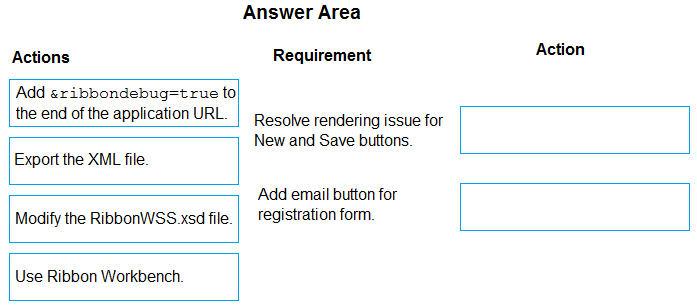 Answer Area
Actions
Requirement
Action
Add &ribbondebug=true to
the end of the application URL.
Export the XML file.
Modify the RibbonWSS.xsd file.
Use Ribbon Workbench.
Resolve rendering issue for
New and Save buttons.
Add email button for
registration form.